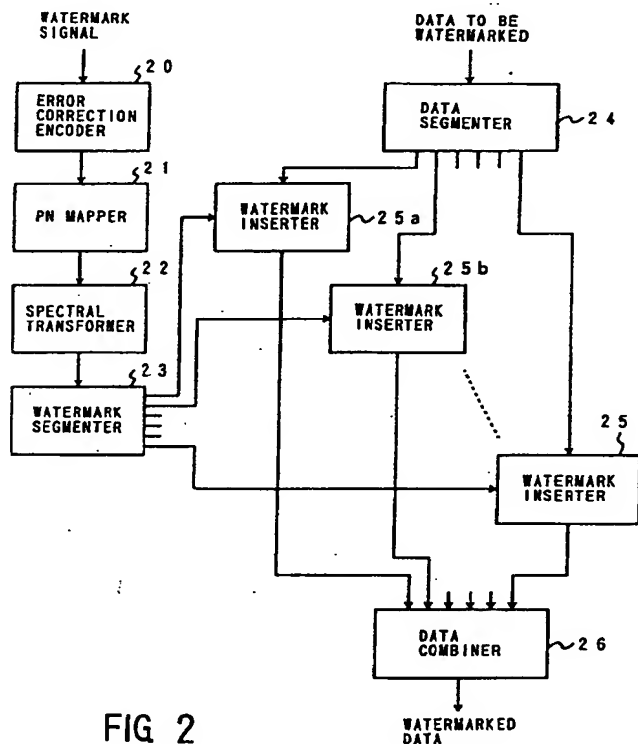 WATERMARK
SIGNAL
20
ERROR
CORRECTION
ENCODER
21
PN MAPPER
22
SPECTRAL
TRANSFORMER
23
WATERMARK
SEGMENTER
DATA TO BE
WATERMARKED
DATA
SEGMENTER
24
WATERMARK
INSERTER
25a
25b
WATERMARK
INSERTER
25
WATERMARK
INSERTER
DATA
COMBINER
26
WATERMARKED
DATA
FIG 2